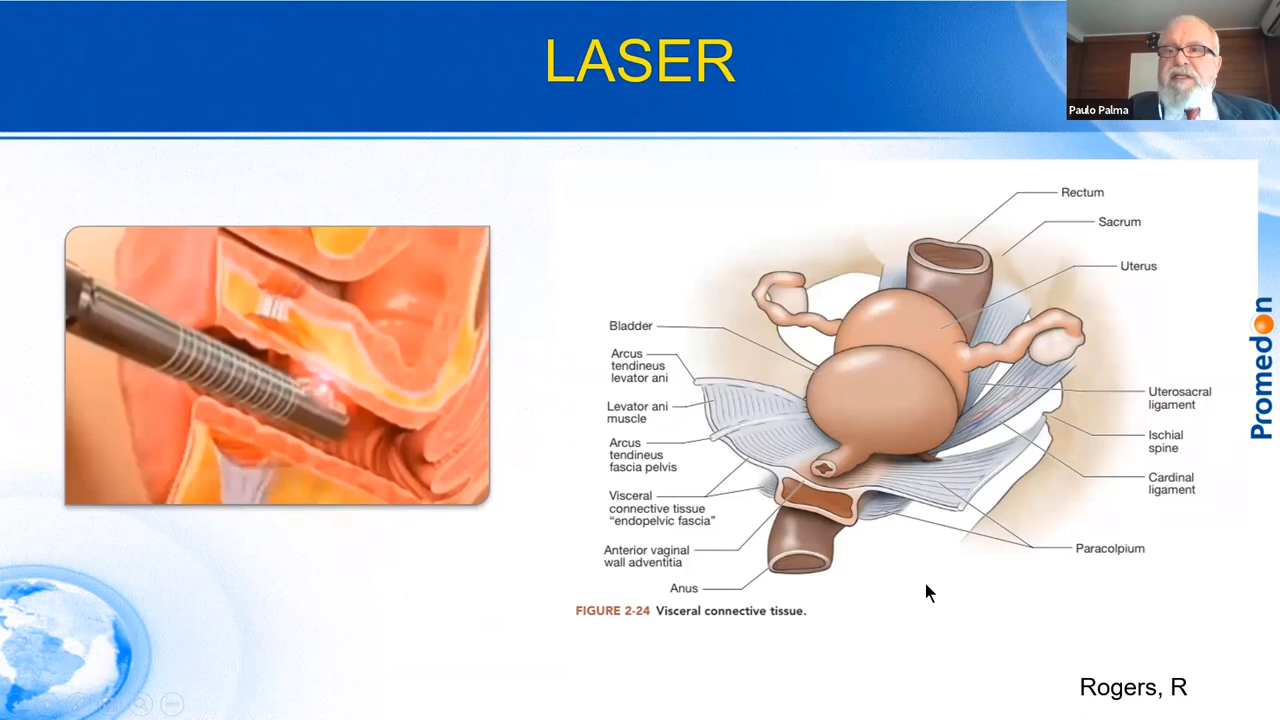 LASER
Paulo Palma
Rectum
Sacrum
Uterus
Bladder
Arcus
tendineus
levator ani
Levator ani
muscle
Arcus
tendineus
fascia pelvis
Visceral
connective tissue
“endopelvic fascia”
Anterior vaginal
wall adventitia
Anus
Uterosacral
ligament
Ischial
spine
Cardinal
ligament
Paracolpium
FIGURE 2-24 Visceral connective tissue.
Promedon
Rogers, R